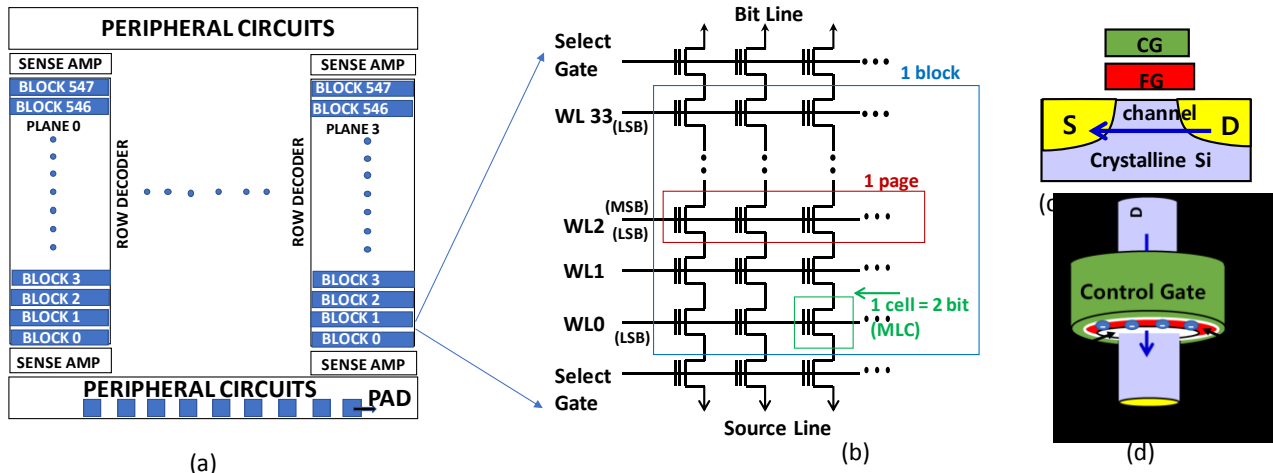 PERIPHERAL CIRCUITS
SENSE AMP
BLOCK 547
BLOCK 546
PLANE 0
ROW DECODER
BLOCK 3
BLOCK 2
BLOCK 1
BLOCK 0
SENSE AMP
ROW DECODER
SENSE AMP
BLOCK 547
BLOCK 546
PLANE 3
BLOCK 3
BLOCK 2
BLOCK 1
BLOCK 0
SENSE AMP
PERIPHERAL CIRCUITS
PAD
(a)
Bit Line
Select
Gate
1 block
WL 33
(LSB)
1 page
(MSB)
WL2
(LSB)
WL1
1 cell = 2 bit
(MLC)
WL0
(LSB)
Select
Gate
Source Line
(b)
CG
FG
channel
S
D
Crystalline Si
D
Control Gate
(d)